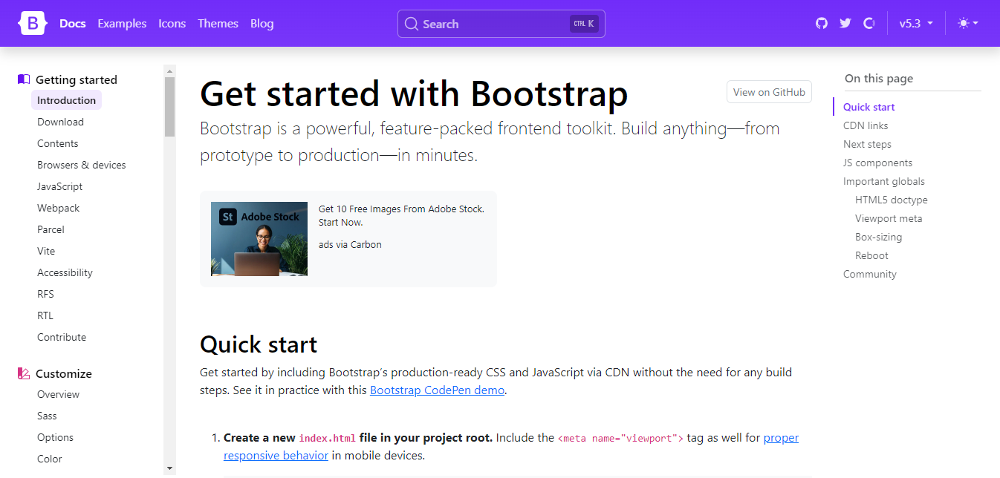 B Docs Examples Icons Themes Blog Search CTRL K v5.3
Getting started
Introduction
Download
Contents
Browsers & devices
JavaScript
Webpack
Parcel
Vite
Accessibility
RFS
RTL
Contribute
Customize
Overview
Sass
Options
Color
Get started with Bootstrap
View on GitHub
Bootstrap is a powerful, feature-packed frontend toolkit. Build anything—from
prototype to production—in minutes.
St Adobe Stock
Get 10 Free Images From Adobe Stock.
Start Now.
ads via Carbon
Quick start
Get started by including Bootstrap’s production-ready CSS and JavaScript via CDN without the need for any build
steps. See it in practice with this Bootstrap CodePen demo.
1. Create a new index.html file in your project root. Include the <meta name="viewport"> tag as well for proper
responsive behavior in mobile devices.
On this page
Quick start
CDN links
Next steps
JS components
Important globals
HTML5 doctype
Viewport meta
Box-sizing
Reboot
Community